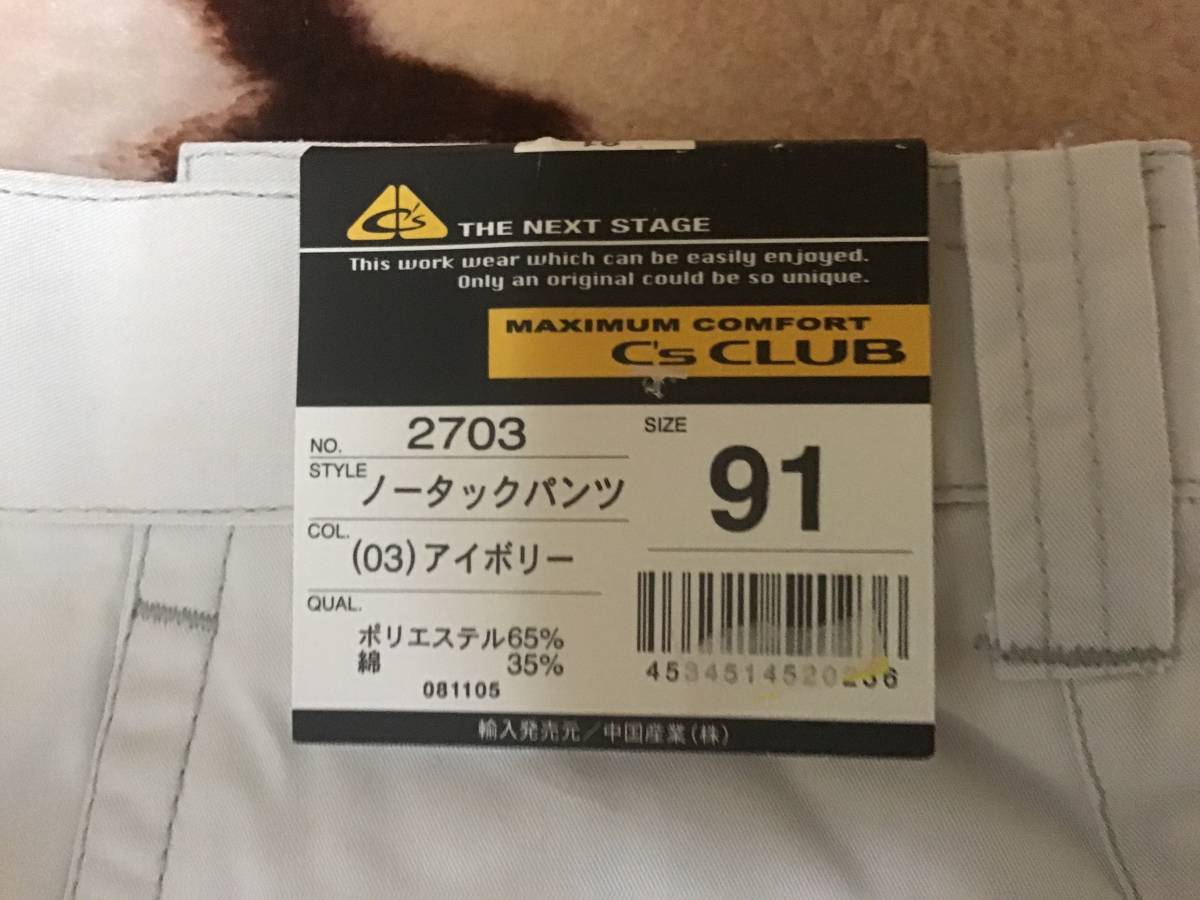 C's THE NEXT STAGE
This work wear which can be easily enjoyed.
Only an original could be so unique.
MAXIMUM COMFORT
C's CLUB
NO. 2703
STYLE ノータックパンツ
COL. (03)アイボリー
QUAL.
ポリエステル65%
綿 35%
081105
SIZE
91
輸入発売元/中国産業(株)